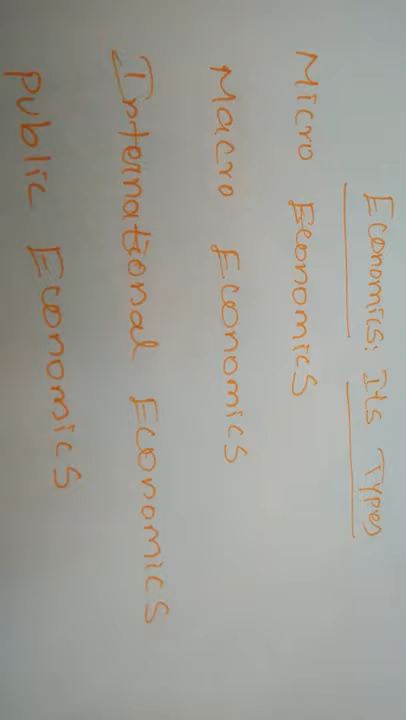 Economics: Its Types
Micro Economics
Macro Economics
International Economics
Public Economics